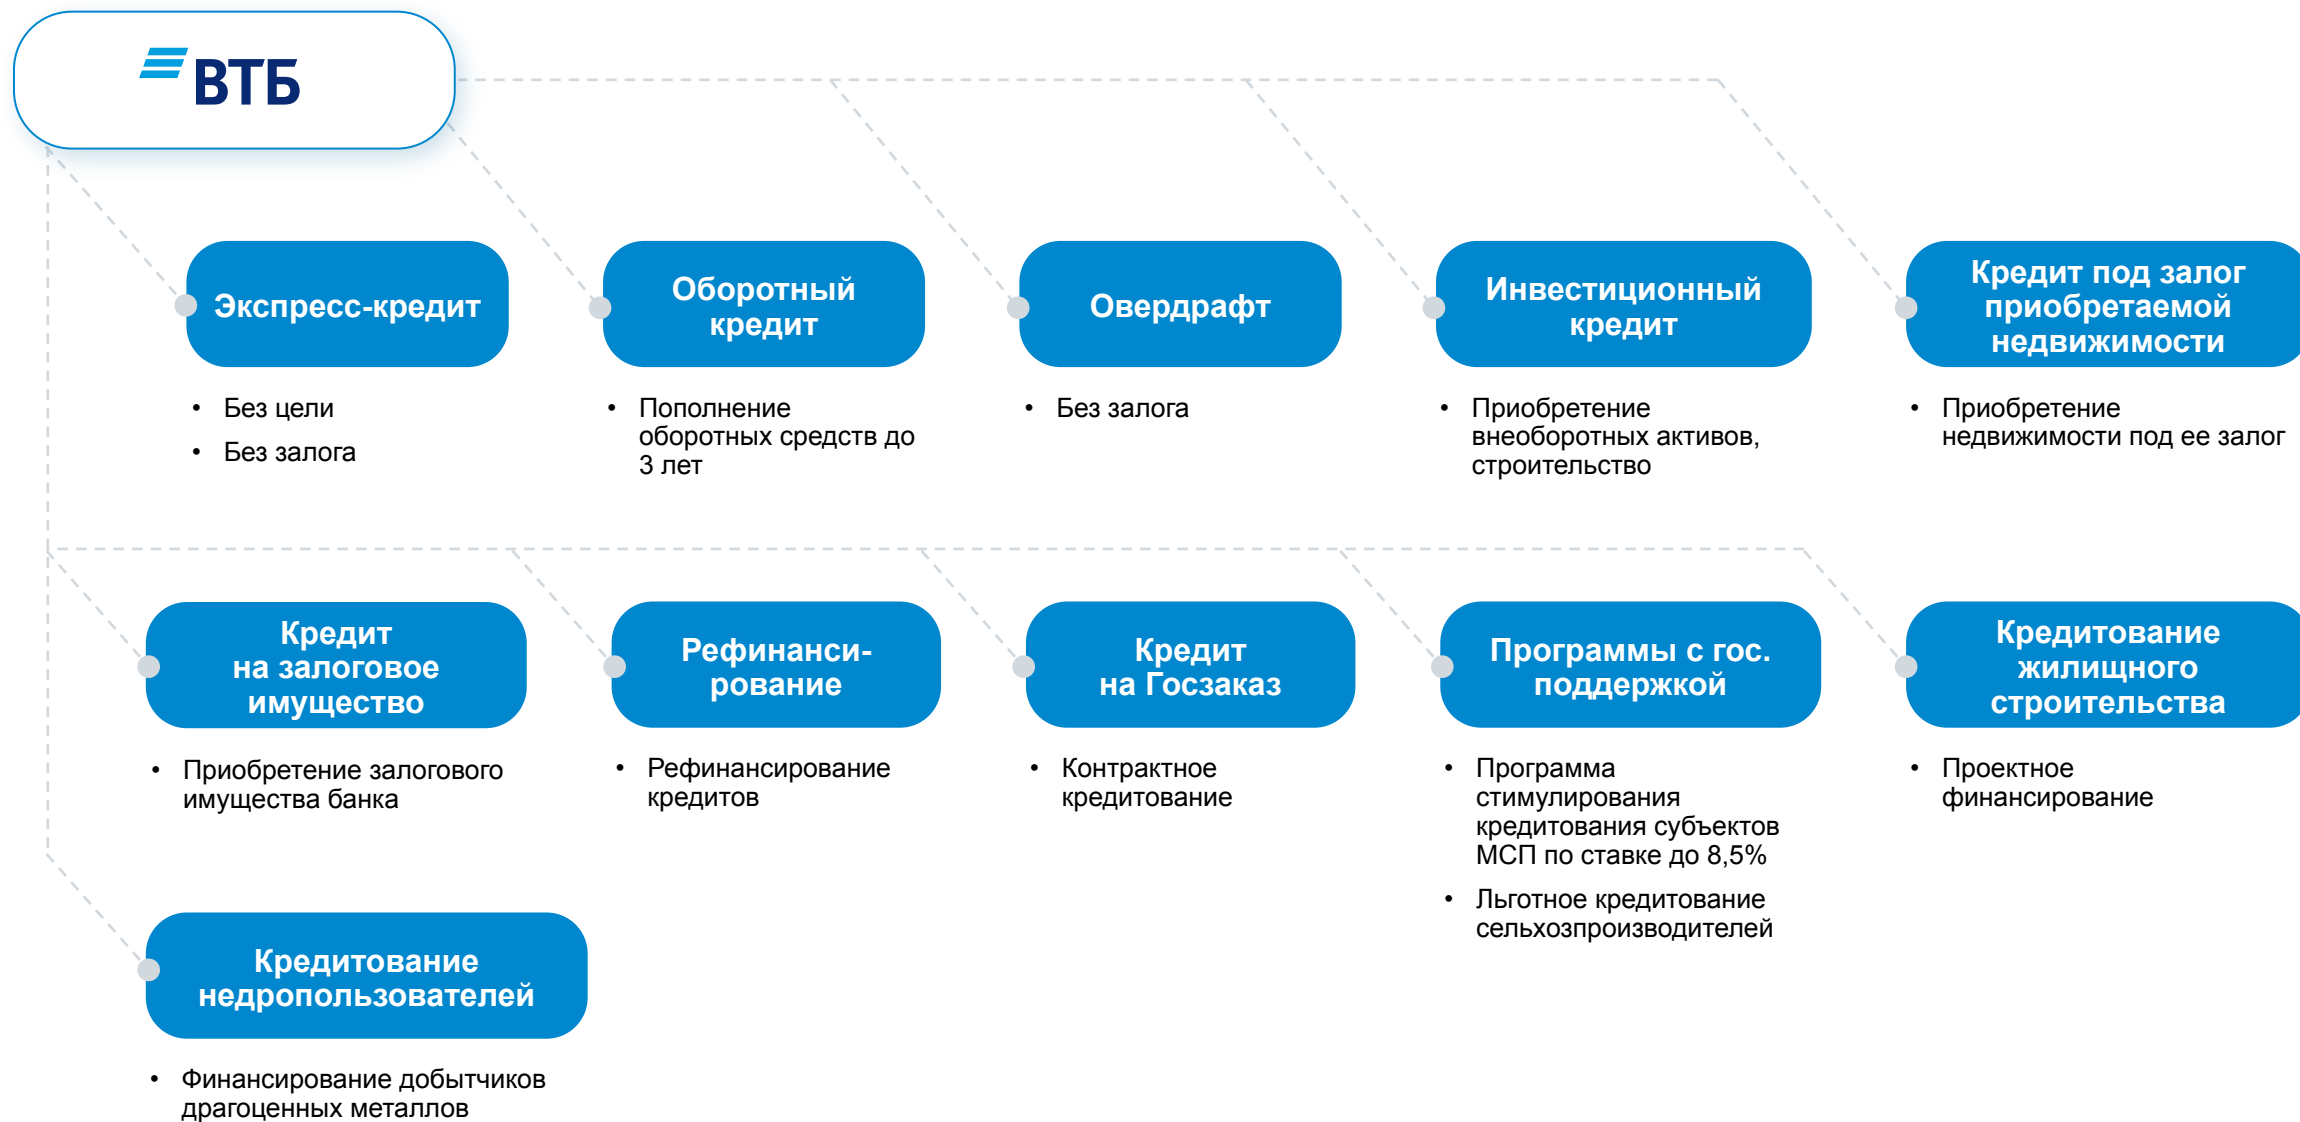 ВТБ
Экспресс-кредит
• Без цели
• Без залога
Оборотный
кредит
• Пополнение
оборотных средств до
3 лет
Овердрафт
• Без залога
Инвестиционный
кредит
• Приобретение
внеоборотных активов,
строительство
Кредит под залог
приобретаемой
недвижимости
• Приобретение
недвижимости под ее залог
Кредит
на залоговое
имущество
• Приобретение залогового
имущества банка
Рефинанси-
рование
• Рефинансирование
кредитов
Кредит
на Госзаказ
• Контрактное
кредитование
Программы с гос.
поддержкой
• Программа
стимулирования
кредитования субъектов
МСП по ставке до 8,5%
• Льготное кредитование
сельхозпроизводителей
Кредитование
жилищного
строительства
• Проектное
финансирование
Кредитование
недропользователей
• Финансирование добытчиков
драгоценных металлов